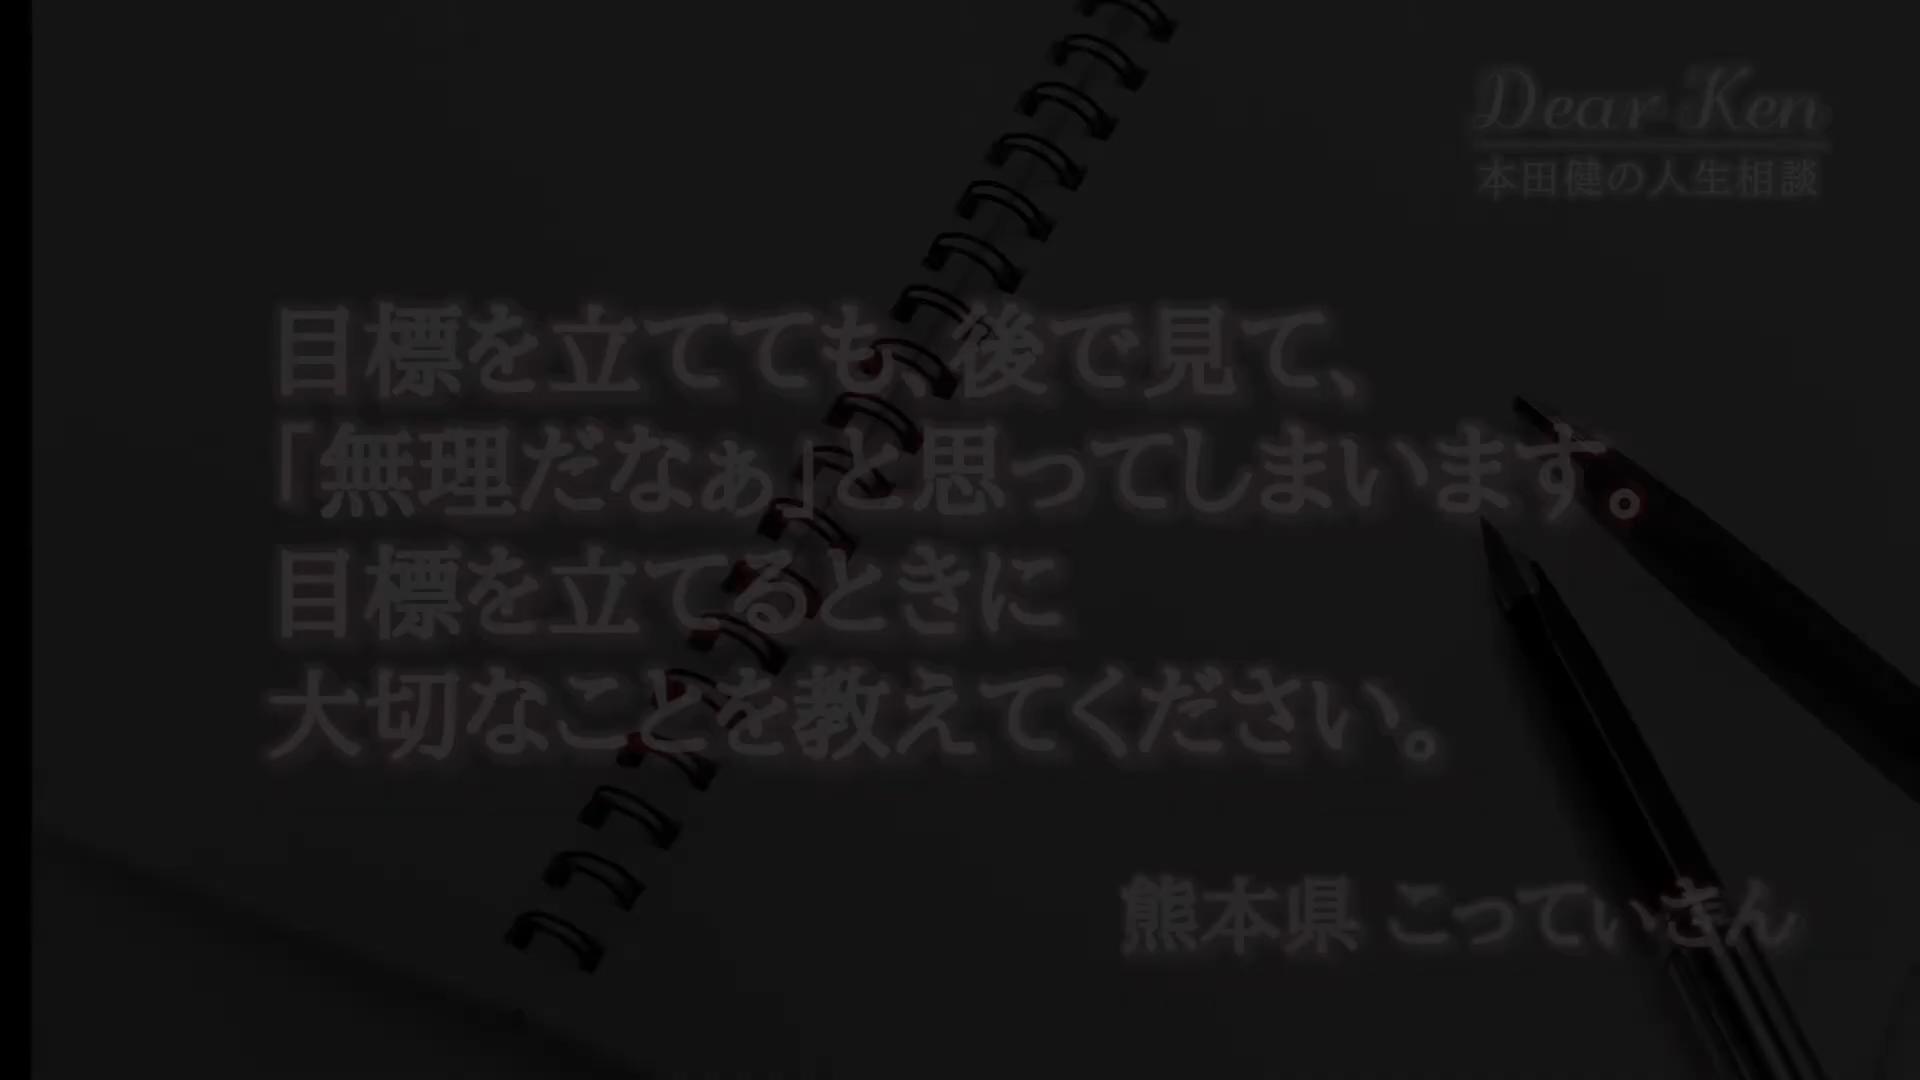 Dear Ken
本田健の人生相談
目標を立てても、後で見て、
「無理だなぁ」と思ってしまいます。
目標を立てるときに
大切なことを教えてください。
熊本県 こっていさん